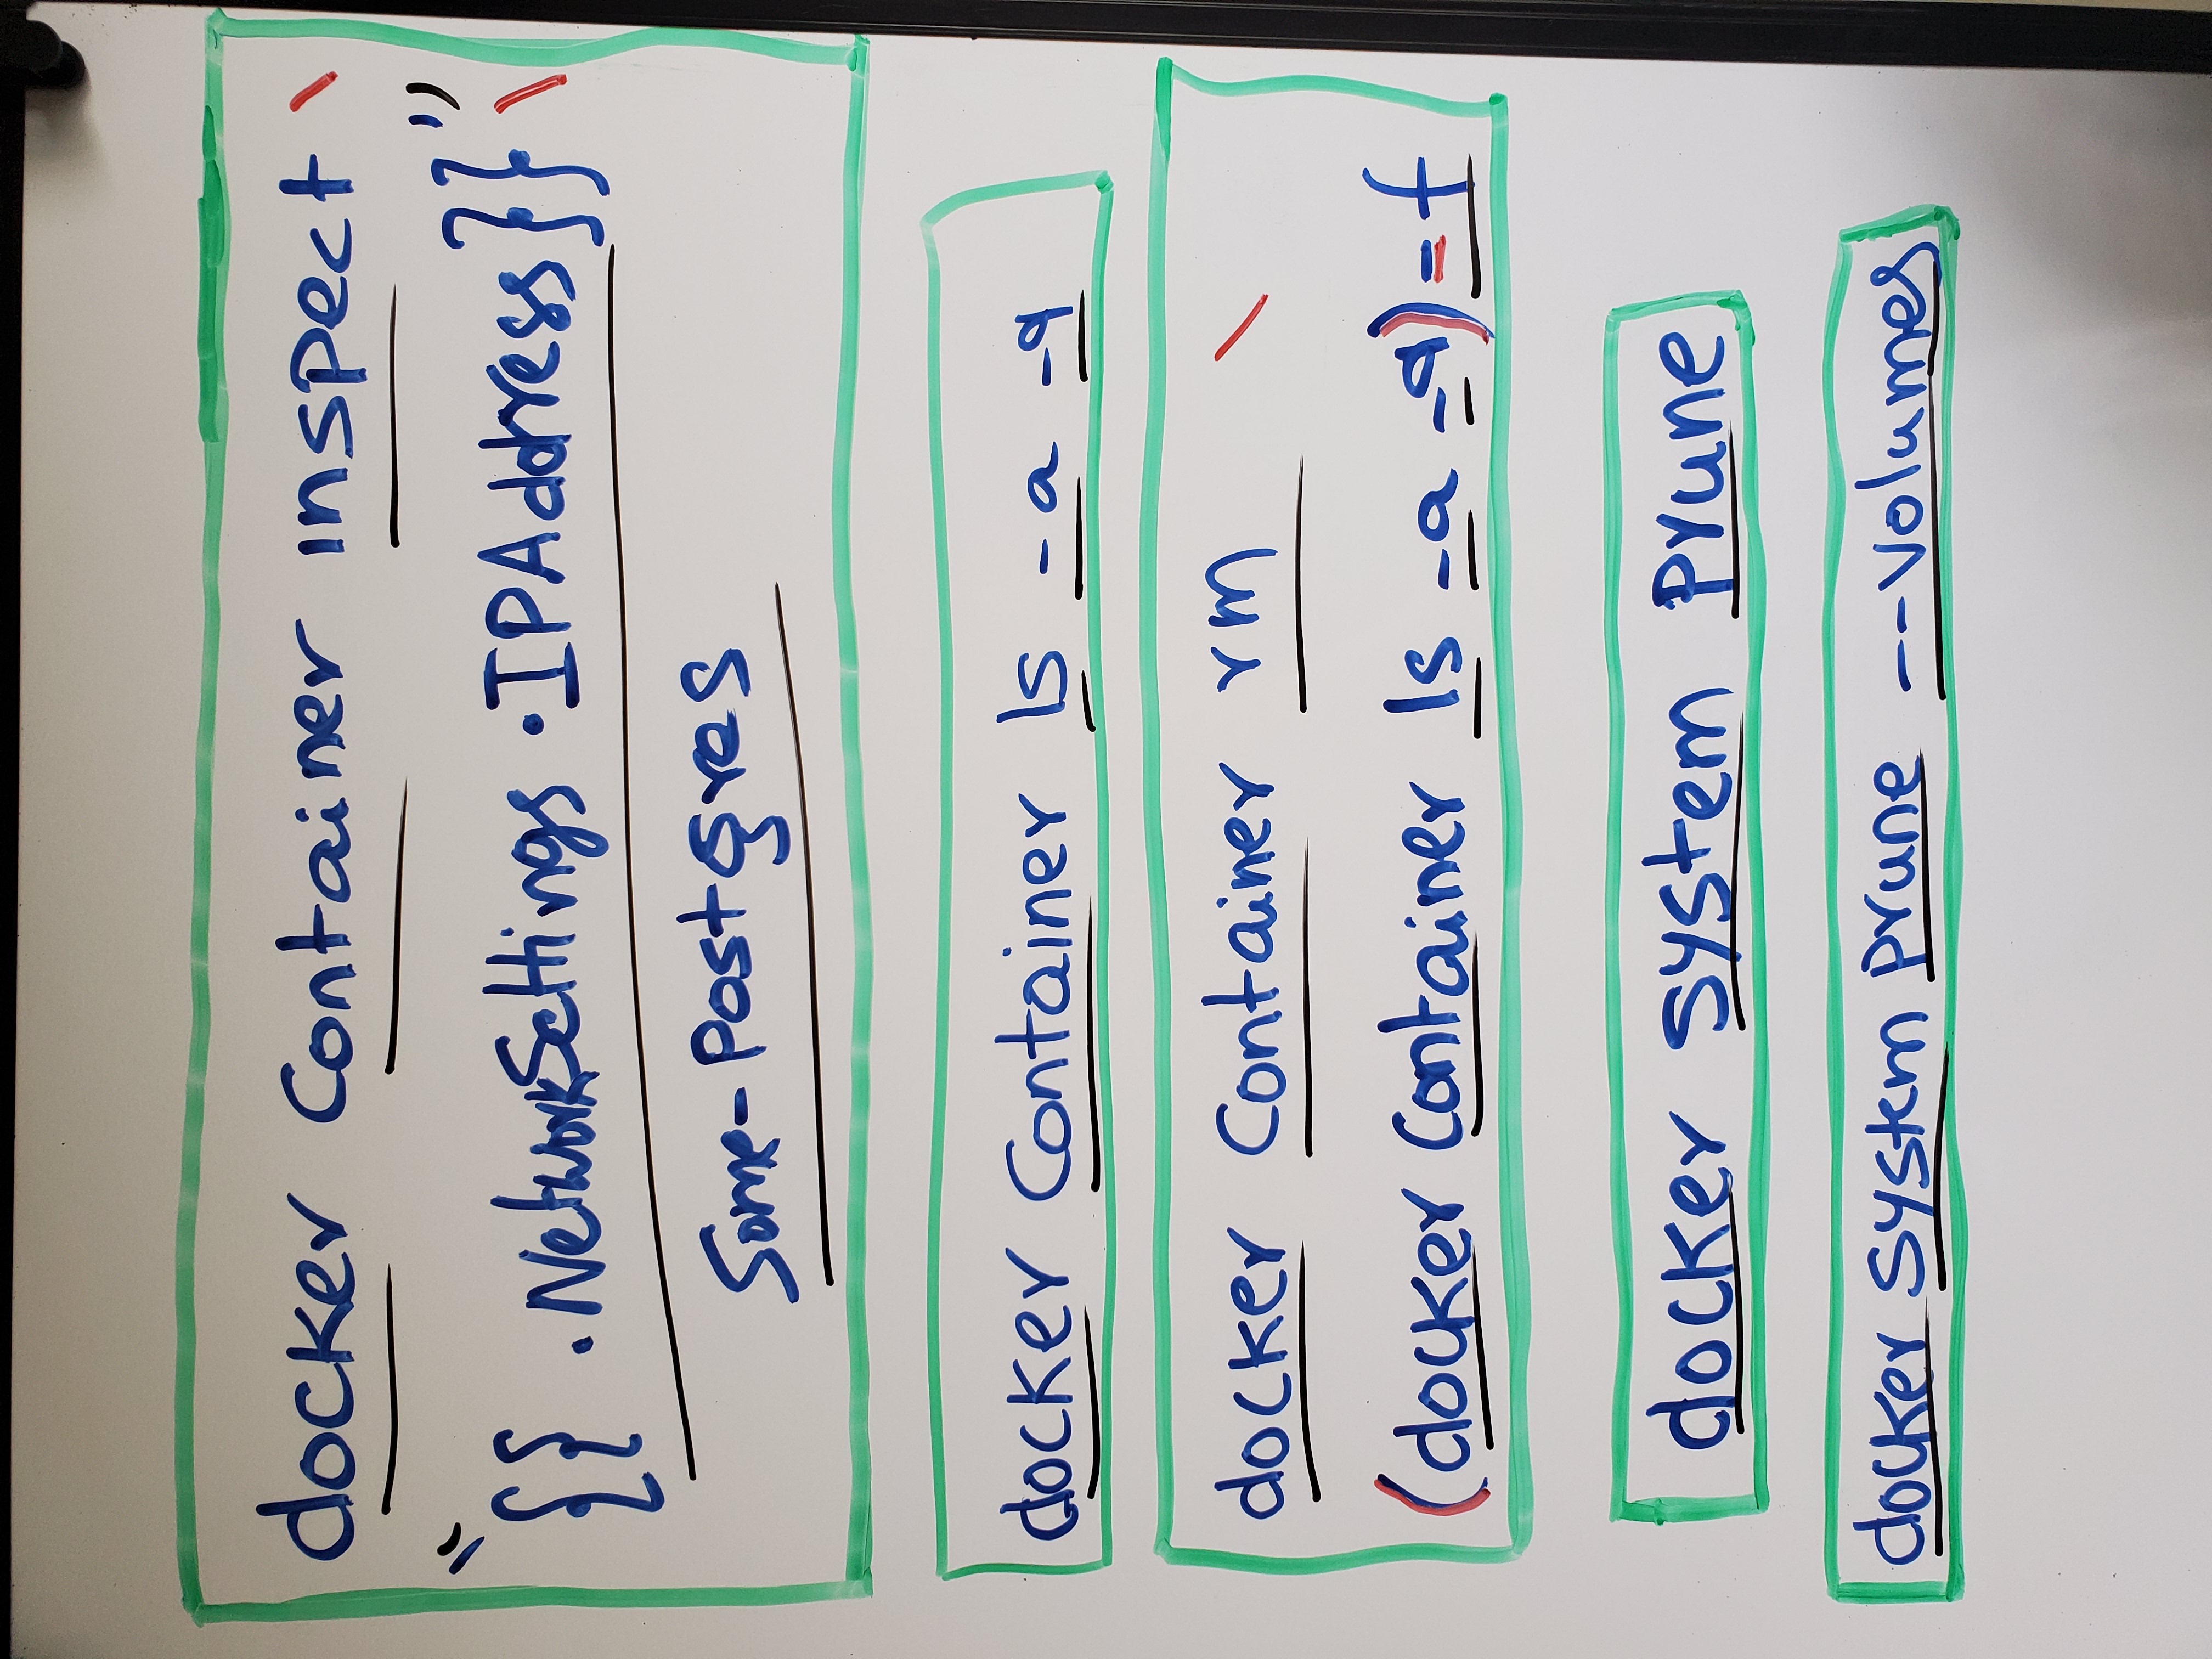 docker Container inspect \
"{{ .NetworkSettings .IPAddress}}" \
Some-Postgres
docker Container ls -a -q
docker Container rm \
(docker Container ls -a -q) -f
docker system prune
docker system prune --volumes